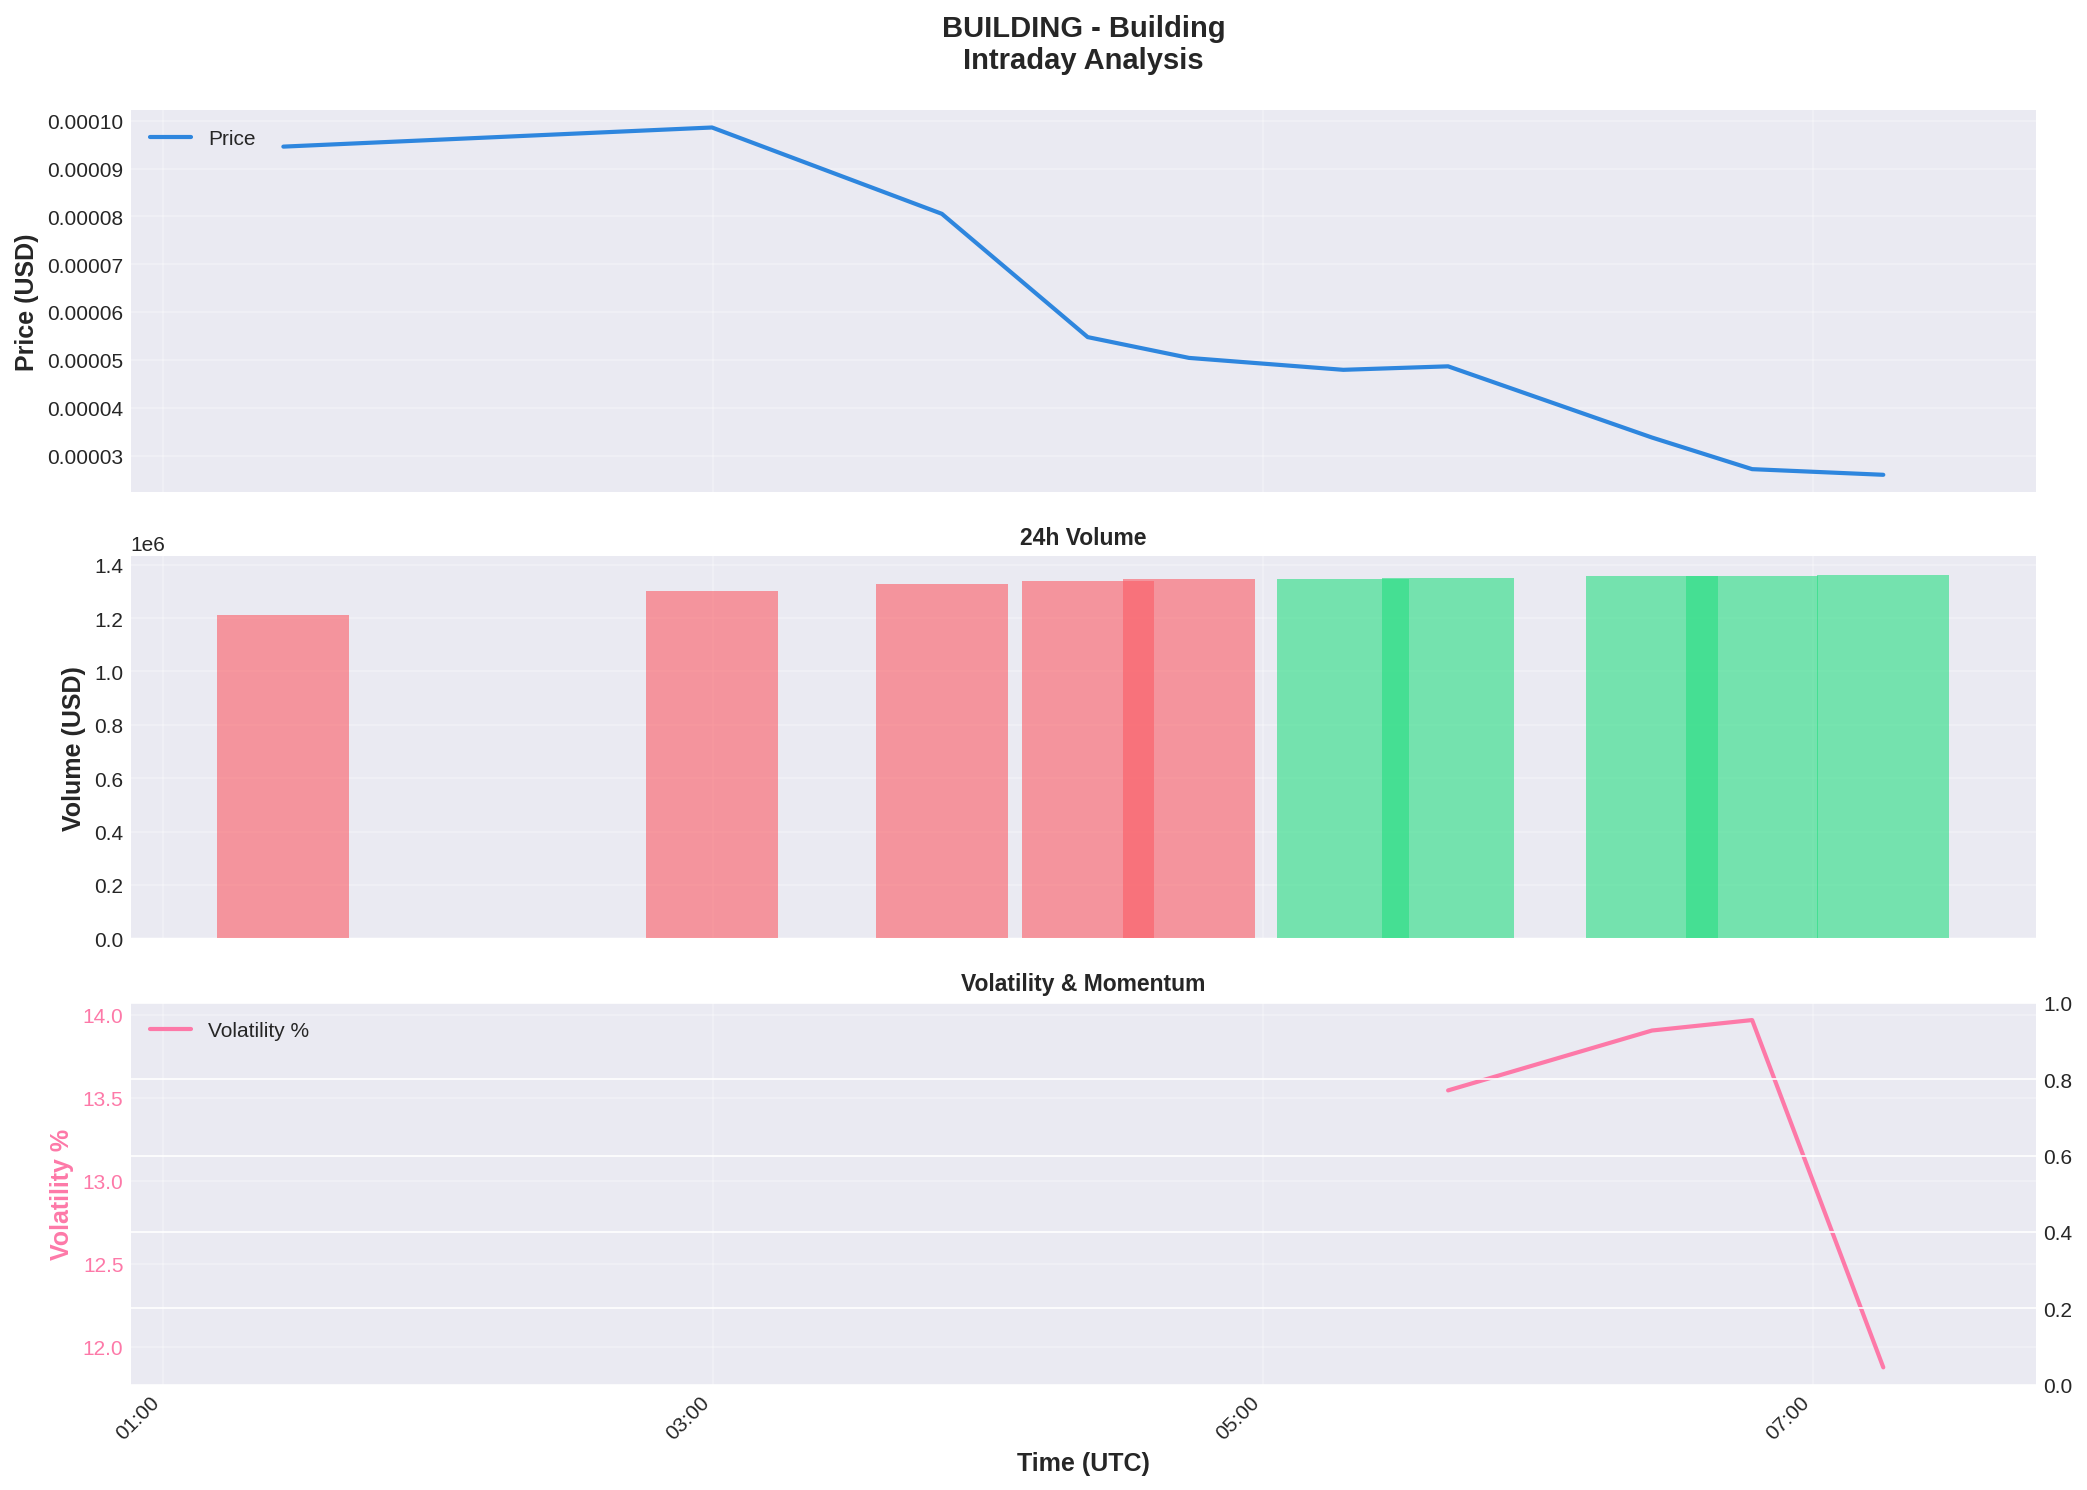 BUILDING - Building
Intraday Analysis
Price (USD)
0.00010
0.00009
0.00008
0.00007
0.00006
0.00005
0.00004
0.00003
Price
24h Volume
1e6
Volume (USD)
1.4
1.2
1.0
0.8
0.6
0.4
0.2
0.0
Volatility & Momentum
Volatility %
14.0
13.5
13.0
12.5
12.0
Volatility %
1.0
0.8
0.6
0.4
0.2
0.0
01:00
03:00
05:00
07:00
Time (UTC)